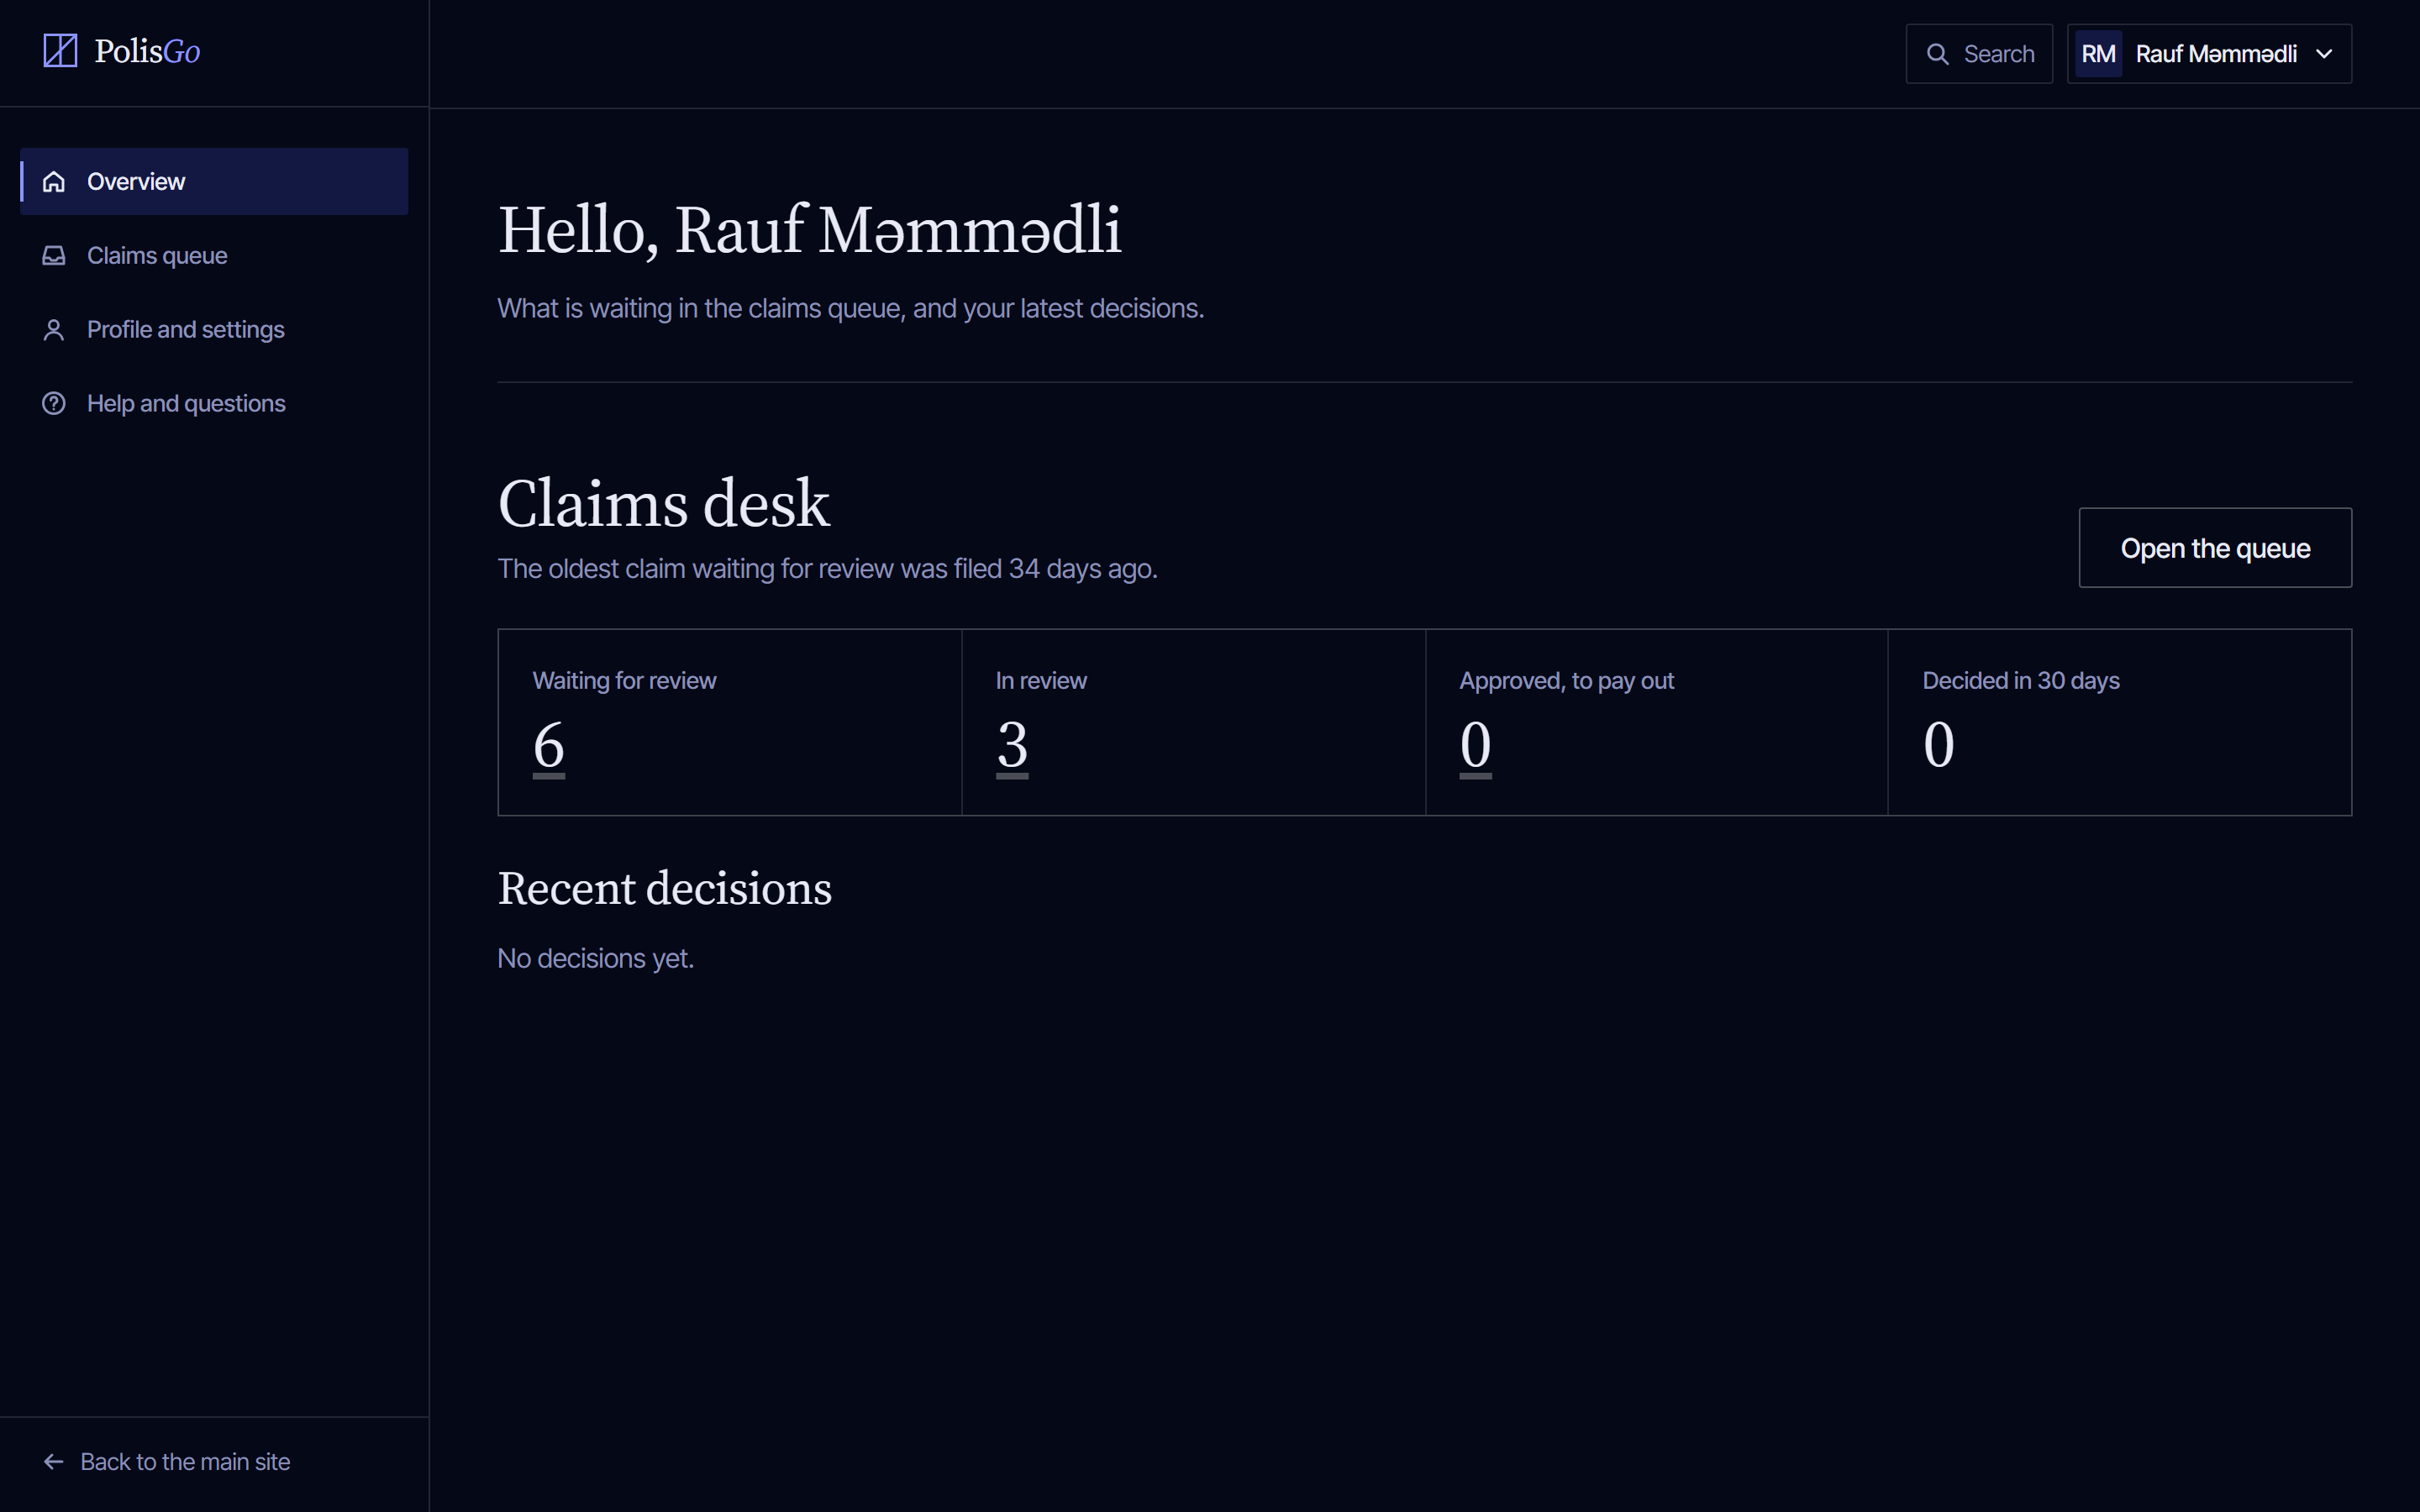 PolisGo
Search
RM Rauf Məmmədli
Overview
Claims queue
Profile and settings
Help and questions
Hello, Rauf Məmmədli
What is waiting in the claims queue, and your latest decisions.
Claims desk
The oldest claim waiting for review was filed 34 days ago.
Open the queue
Waiting for review
6
In review
3
Approved, to pay out
0
Decided in 30 days
0
Recent decisions
No decisions yet.
Back to the main site